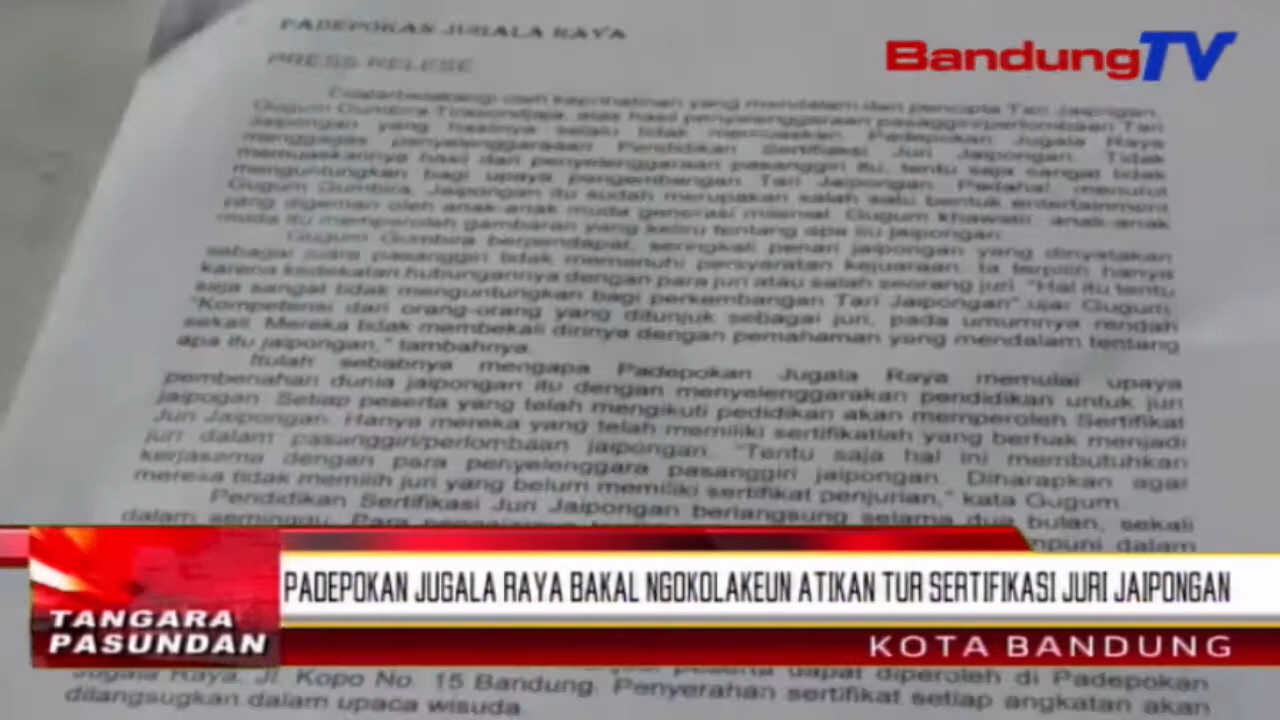 PADEPOKAN JUGALA RAYA
BandungTV
PRESS RELESE
oleh keprihatinan yang mendalam dari pencipta Tari Jaipongan,
Gugum Gumbira Tirasondjaja, atas hasil penyelenggaraan pasanggiri/perlombaan Tari
Jaipongan yang hasilnya selalu tidak memuaskan, Padepokan Jugala Raya
menggagas penyelenggaraan Pendidikan Sertifikasi Juri Jaipongan. Tidak
memuaskannya hasil dari penyelenggaraan pasanggiri itu, tentu saja sangat tidak
menguntungkan bagi upaya pengembangan Tari Jaipongan. Padahal, menurut
Gugum Gumbira, Jaipongan itu sudah merupakan salah satu bentuk entertainment
yang digemari oleh anak-anak muda generasi milenial. Gugum khawatir anak-anak
muda itu memperoleh gambaran yang keliru tentang apa itu jaipongan.
Gugum Gumbira berpendapat, seringkali penari jaipongan yang dinyatakan
sebagai juara pasanggiri tidak memenuhi persyaratan kejuaraan. Ia terpilih hanya
karena kedekatan hubungannya dengan para juri atau salah seorang juri. "Hal itu tentu
saja sangat tidak menguntungkan bagi perkembangan Tari Jaipongan" ujar Gugum.
"Kompetensi dari orang-orang yang ditunjuk sebagai juri, pada umumnya rendah
sekali. Mereka tidak membekali dirinya dengan pemahaman yang mendalam tentang
apa itu jaipongan," tambahnya.
Itulah sebabnya mengapa Padepokan Jugala Raya memulai upaya
pembenahan dunia jaipongan itu dengan menyelenggarakan pendidikan untuk juri
jaipogan. Setiap peserta yang telah mengikuti pedidikan akan memperoleh Sertifikat
Juri Jaipongan. Hanya mereka yang telah memiliki sertifikatlah yang berhak menjadi
juri dalam pasanggiri/perlombaan jaipongan. "Tentu saja hal ini membutuhkan
kerjasama dengan para penyelenggara pasanggiri jaipongan. Diharapkan agar
mereka tidak memilih juri yang belum memiliki sertifikat penjurian," kata Gugum.
Pendidikan Sertifikasi Juri Jaipongan berlangsung selama dua bulan, sekali
dalam seminggu. Para
mpuni dalam
PADEPOKAN JUGALA RAYA BAKAL NGOKOLAKEUN ATIKAN TUR SERTIFIKASI JURI JAIPONGAN
TANGARA
PASUNDAN
KOTA BANDUNG
peserta dapat diperoleh di Padepokan
Jugala Raya, Jl. Kopo No. 15 Bandung. Penyerahan sertifikat setiap angkatan akan
dilangsugkan dalam upaca wisuda.